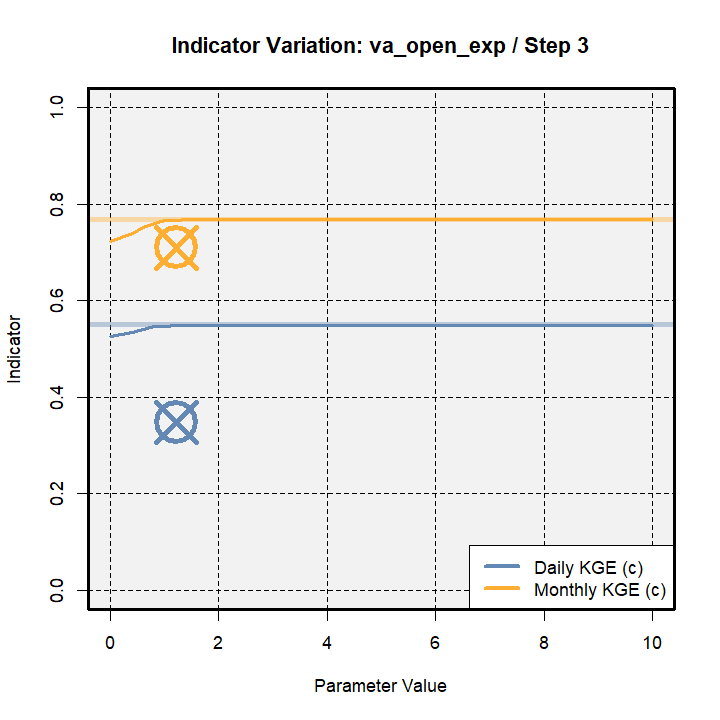 Indicator Variation: va_open_exp / Step 3
1.0
0.8
0.6
0.4
0.2
0.0
Indicator
0 2 4 6 8 10
Parameter Value
Daily KGE (c)
Monthly KGE (c)